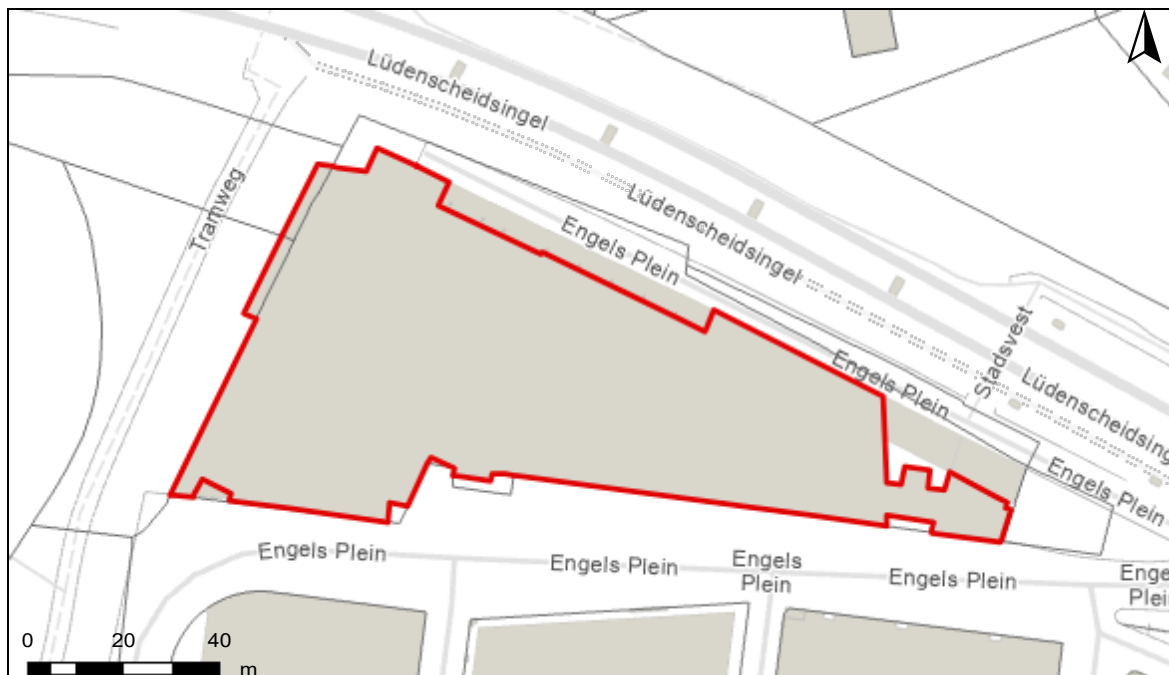 Lüdenscheidsingel
Lüdenscheidsingel
Tramweg
Engels Plein
Stadsvest
Lüdenscheidsing
Engels Plein
Engels Plein
Engels Plein
Engels Plein
Engels
Plein
Engels Plein
Enge
Plei
0 20 40
m